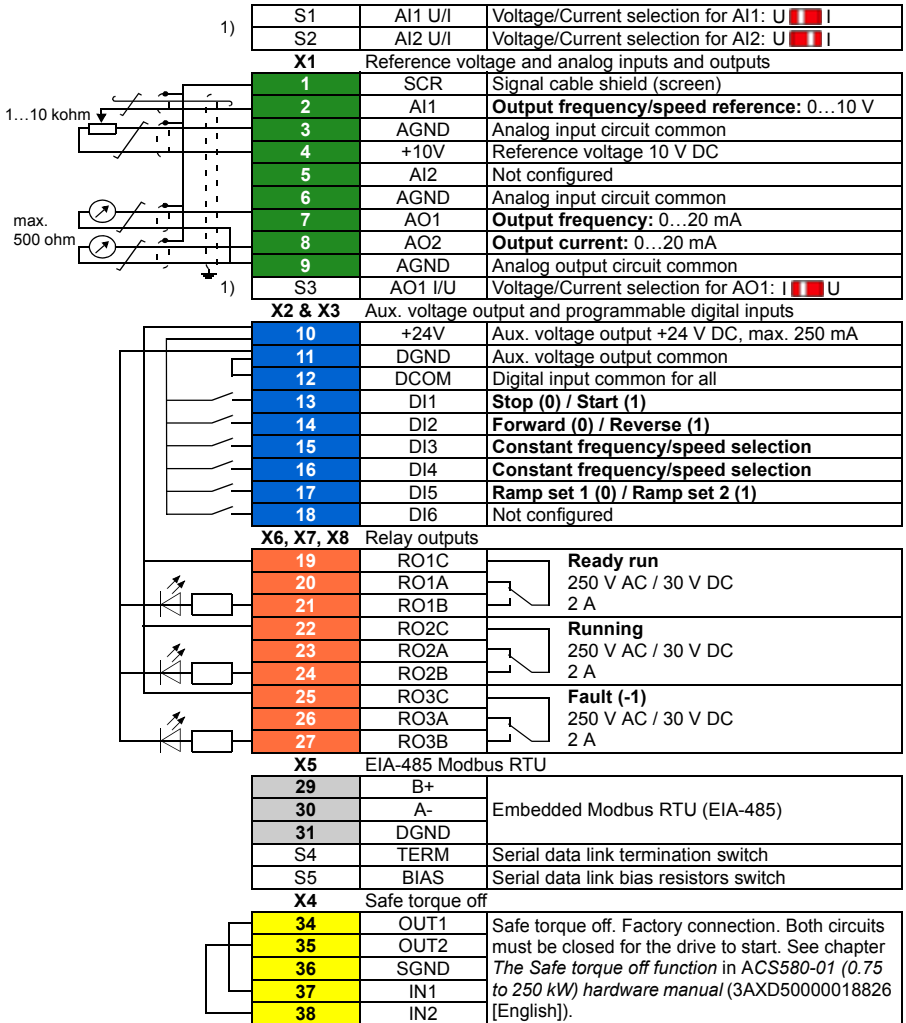 1)
S1 AI1 U/I Voltage/Current selection for AI1: U I
S2 AI2 U/I Voltage/Current selection for AI2: U I
X1 Reference voltage and analog inputs and outputs
1 SCR Signal cable shield (screen)
1…10 kohm
2 AI1 Output frequency/speed reference: 0…10 V
3 AGND Analog input circuit common
4 +10V Reference voltage 10 V DC
5 AI2 Not configured
6 AGND Analog input circuit common
max.
500 ohm
7 AO1 Output frequency: 0…20 mA
8 AO2 Output current: 0…20 mA
9 AGND Analog output circuit common
1)
S3 AO1 I/U Voltage/Current selection for AO1: I U
X2 & X3 Aux. voltage output and programmable digital inputs
10 +24V Aux. voltage output +24 V DC, max. 250 mA
11 DGND Aux. voltage output common
12 DCOM Digital input common for all
13 DI1 Stop (0) / Start (1)
14 DI2 Forward (0) / Reverse (1)
15 DI3 Constant frequency/speed selection
16 DI4 Constant frequency/speed selection
17 DI5 Ramp set 1 (0) / Ramp set 2 (1)
18 DI6 Not configured
X6, X7, X8 Relay outputs
19 RO1C Ready run
20 RO1A 250 V AC / 30 V DC
21 RO1B 2 A
22 RO2C Running
23 RO2A 250 V AC / 30 V DC
24 RO2B 2 A
25 RO3C Fault (-1)
26 RO3A 250 V AC / 30 V DC
27 RO3B 2 A
X5 EIA-485 Modbus RTU
29 B+
30 A- Embedded Modbus RTU (EIA-485)
31 DGND
S4 TERM Serial data link termination switch
S5 BIAS Serial data link bias resistors switch
X4 Safe torque off
34 OUT1 Safe torque off. Factory connection. Both circuits
35 OUT2 must be closed for the drive to start. See chapter
36 SGND The Safe torque off function in ACS580-01 (0.75
37 IN1 to 250 kW) hardware manual (3AXD50000018826
38 IN2 [English]).